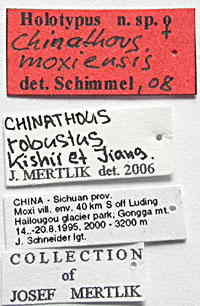 Holotypus n. sp. ♀
Chinathous
moxiensis
det. Schimmel, 08
CHINATHOUS
robustus
Kishii et Jiang.
J. MERTLIK det. 2006
CHINA - Sichuan prov.
Moxi vill. env. 40 km S off Luding
Hailougou glacier park, Gongga mt.
14.-20.8.1995, 2000 - 3200 m
J. Schneider lgt.
COLLECTION
of
JOSEF MERTLIK